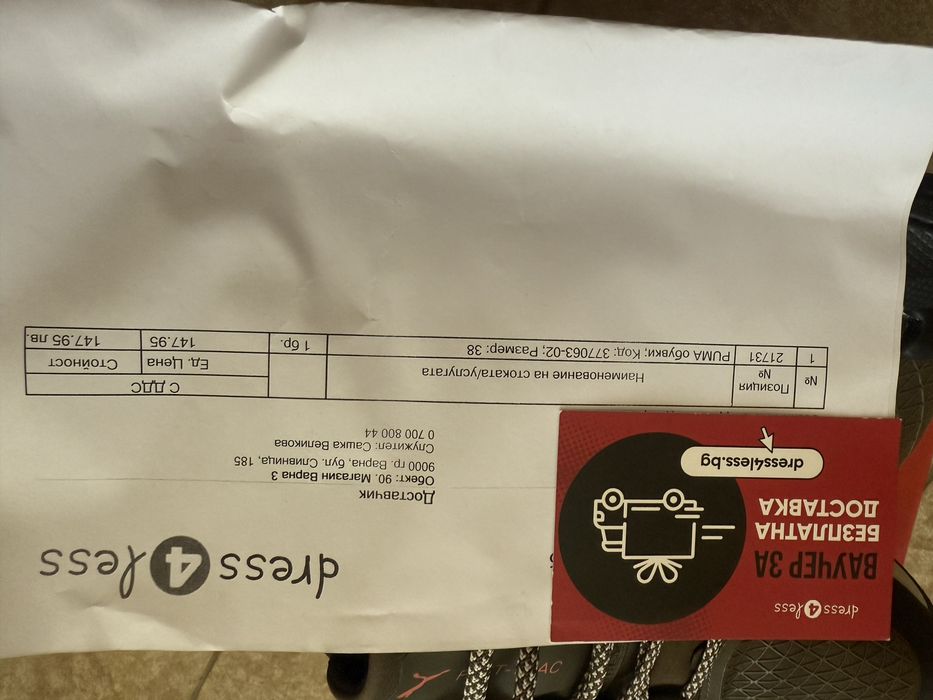 dress4less
Доставчик
Обект: 90. Магазин Варна 3
9000 гр. Варна, бул. Сливница, 185
Служител: Сашка Великова
0 700 800 44
С ДДС
№ Позиция № Наименование на стоката/услугата Ед. Цена Стойност
1 21731 PUMA обувки; Код: 377063-02; Размер: 38 1 бр. 147.95 147.95 лв.
dress4less
ВАУЧЕР ЗА
БЕЗПЛАТНА
ДОСТАВКА
dress4less.bg